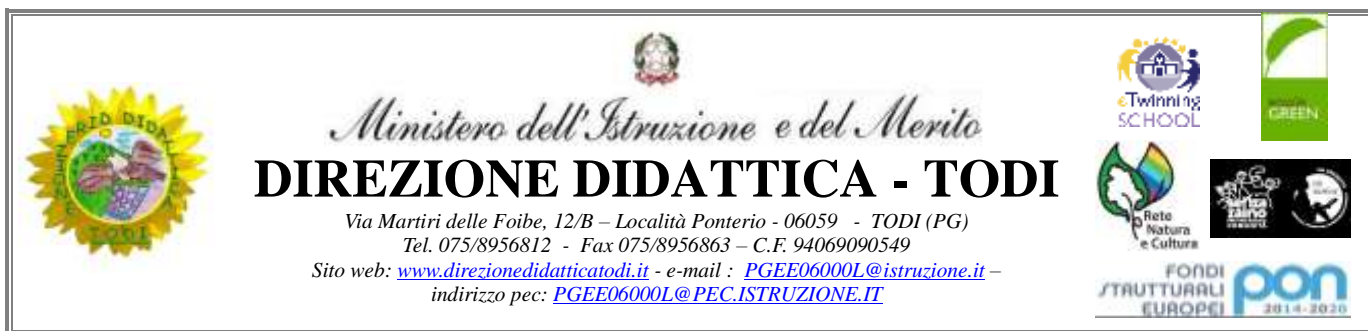 Ministero dell'Istruzione e del Merito
DIREZIONE DIDATTICA - TODI
Via Martiri delle Foibe, 12/B – Località Ponterio - 06059 - TODI (PG)
Tel. 075/8956812 - Fax 075/8956863 – C.F. 94069090549
Sito web: www.direzionedidatticatodi.it - e-mail : PGEE06000L@istruzione.it –
indirizzo pec: PGEE06000L@PEC.ISTRUZIONE.IT
TODI
eTwinning
SCHOOL
GREEN
Rete
Natura
e Cultura
senza
zaino
FONDI
STRUTTURALI
EUROPEI
pon
2014-2020